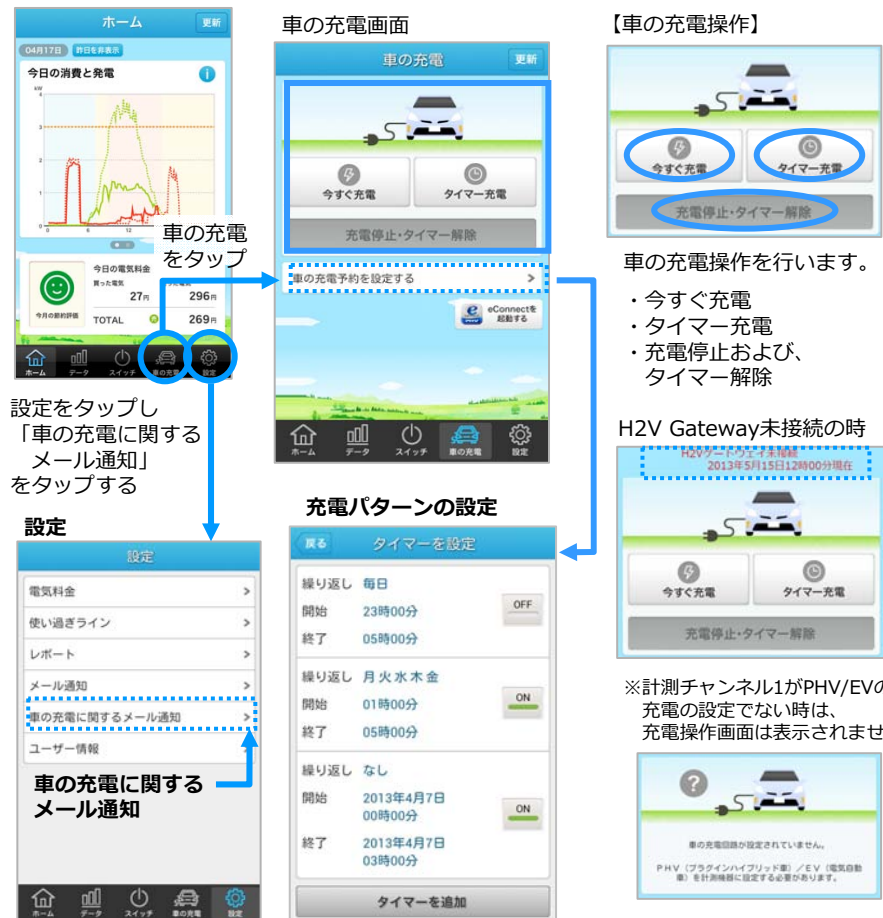 ホーム
更新
04月17日
昨日を非表示
今日の消費と発電
kW
4
3
2
1
0
0
6
12
今日の電気料金
買った電気
27円
296円
今月の節約評価
TOTAL
269円
ホーム
データ
スイッチ
車の充電
設定
車の充電
をタップ
設定をタップし
「車の充電に関する
メール通知」
をタップする
車の充電画面
車の充電
更新
今すぐ充電
タイマー充電
充電停止・タイマー解除
車の充電予約を設定する
eConnectを
起動する
ホーム
データ
スイッチ
車の充電
設定
【車の充電操作】
今すぐ充電
タイマー充電
充電停止・タイマー解除
車の充電操作を行います。
・今すぐ充電
・タイマー充電
・充電停止および、
タイマー解除
H2V Gateway未接続の時
H2Vゲートウェイ未接続
2013年5月15日12時00分現在
今すぐ充電
タイマー充電
充電停止・タイマー解除
※計測チャンネル1がPHV/EVの
充電の設定でない時は、
充電操作画面は表示されませ
車の充電回路が設定されていません。
PHV（プラグインハイブリッド車）／EV（電気自動
車）を計測機器に設定する必要があります。
設定
設定
電気料金
使い過ぎライン
レポート
メール通知
車の充電に関するメール通知
ユーザー情報
車の充電に関する
メール通知
ホーム
データ
スイッチ
車の充電
設定
充電パターンの設定
戻る
タイマーを設定
繰り返し 毎日
開始 23時00分
OFF
終了 05時00分
繰り返し 月火水木金
開始 01時00分
ON
終了 05時00分
繰り返し なし
開始 2013年4月7日
00時00分
ON
終了 2013年4月7日
03時00分
タイマーを追加